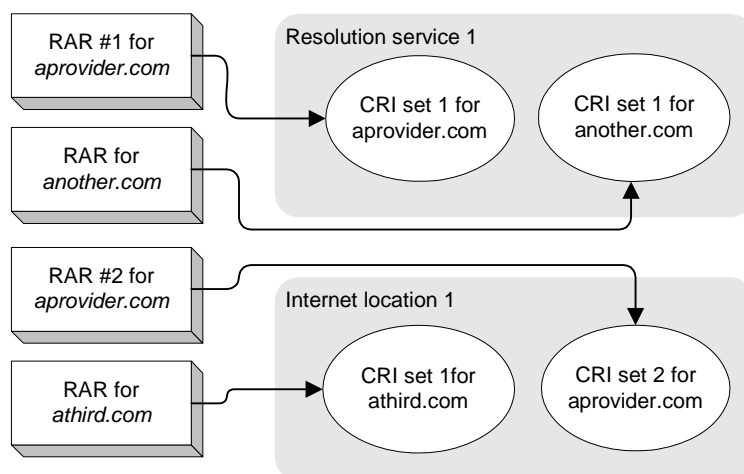 RAR #1 for
aprovider.com
Resolution service 1
CRI set 1 for
aprovider.com
CRI set 1 for
another.com
RAR for
another.com
RAR #2 for
aprovider.com
Internet location 1
CRI set 1for
athird.com
CRI set 2 for
aprovider.com
RAR for
athird.com